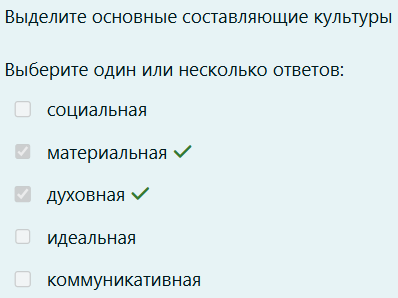 Выделите основные составляющие культуры
Выберите один или несколько ответов:
социальная
материальная
духовная
идеальная
коммуникативная